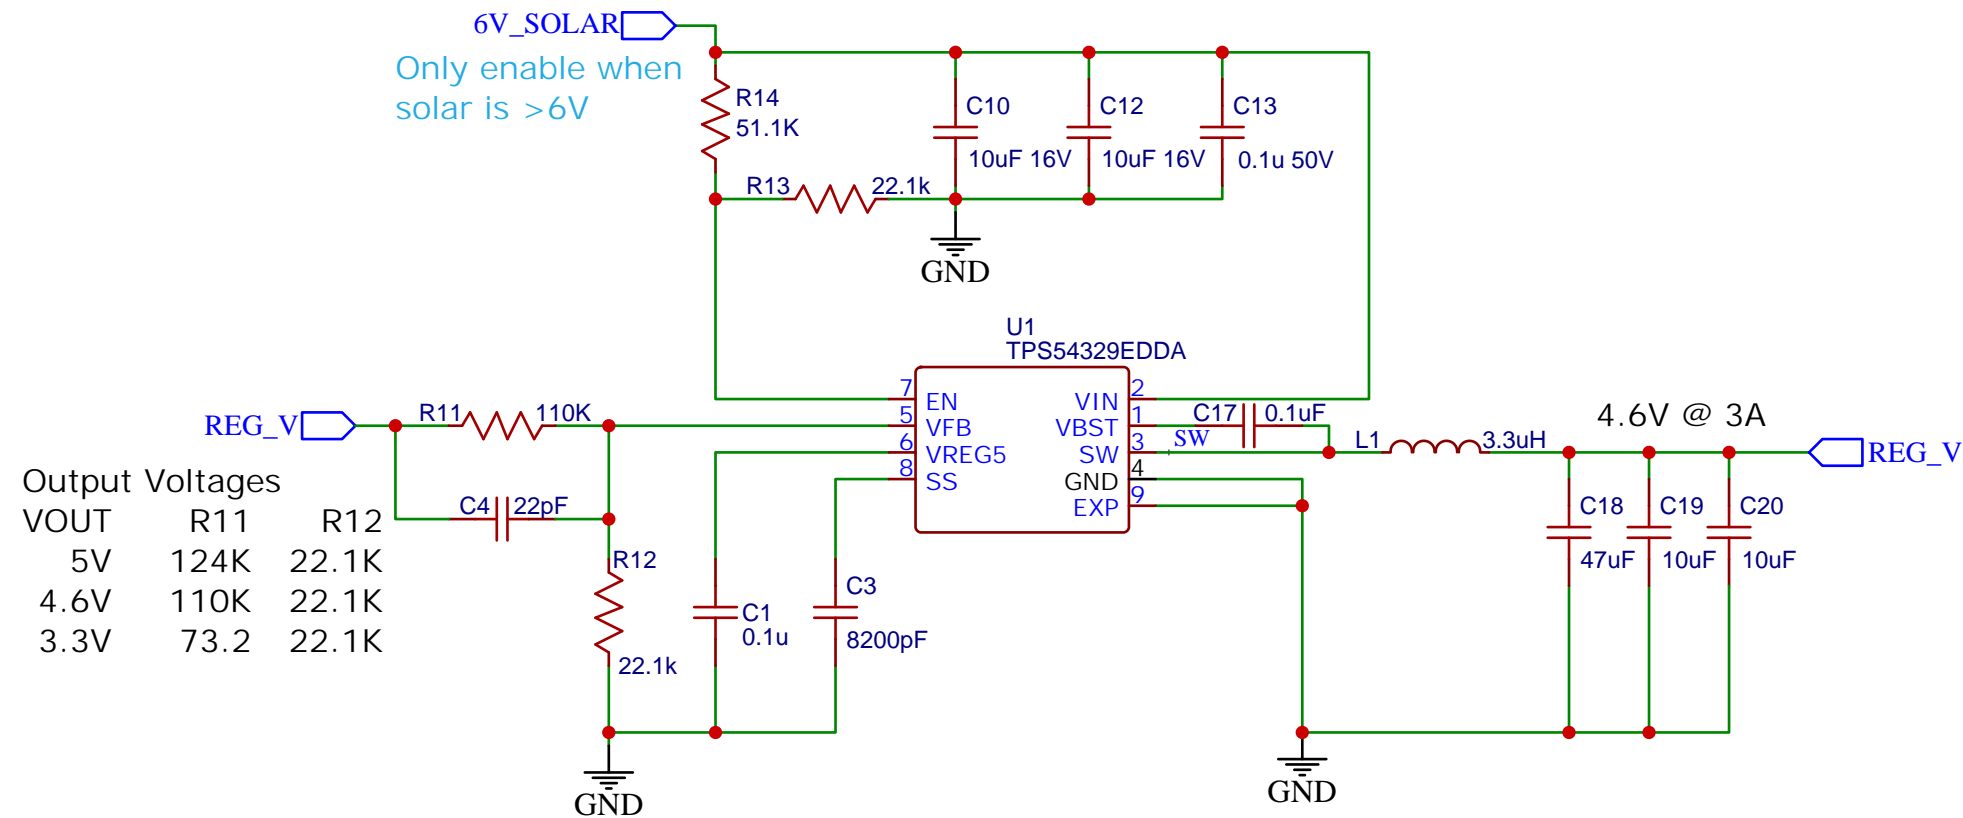 6V_SOLAR
Only enable when
solar is >6V
R14
51.1K
C10
10uF 16V
C12
10uF 16V
C13
0.1u 50V
R13
22.1k
GND
U1
TPS54329EDDA
7
EN
5
VFB
6
VREG5
8
SS
2
VIN
1
VBST
3
SW
4
GND
9
EXP
SW
C17
0.1uF
L1
3.3uH
4.6V @ 3A
REG_V
C18
47uF
C19
10uF
C20
10uF
GND
REG_V
R11
110K
C4
22pF
R12
22.1k
C1
0.1u
C3
8200pF
GND
Output Voltages
VOUT R11 R12
5V 124K 22.1K
4.6V 110K 22.1K
3.3V 73.2 22.1K